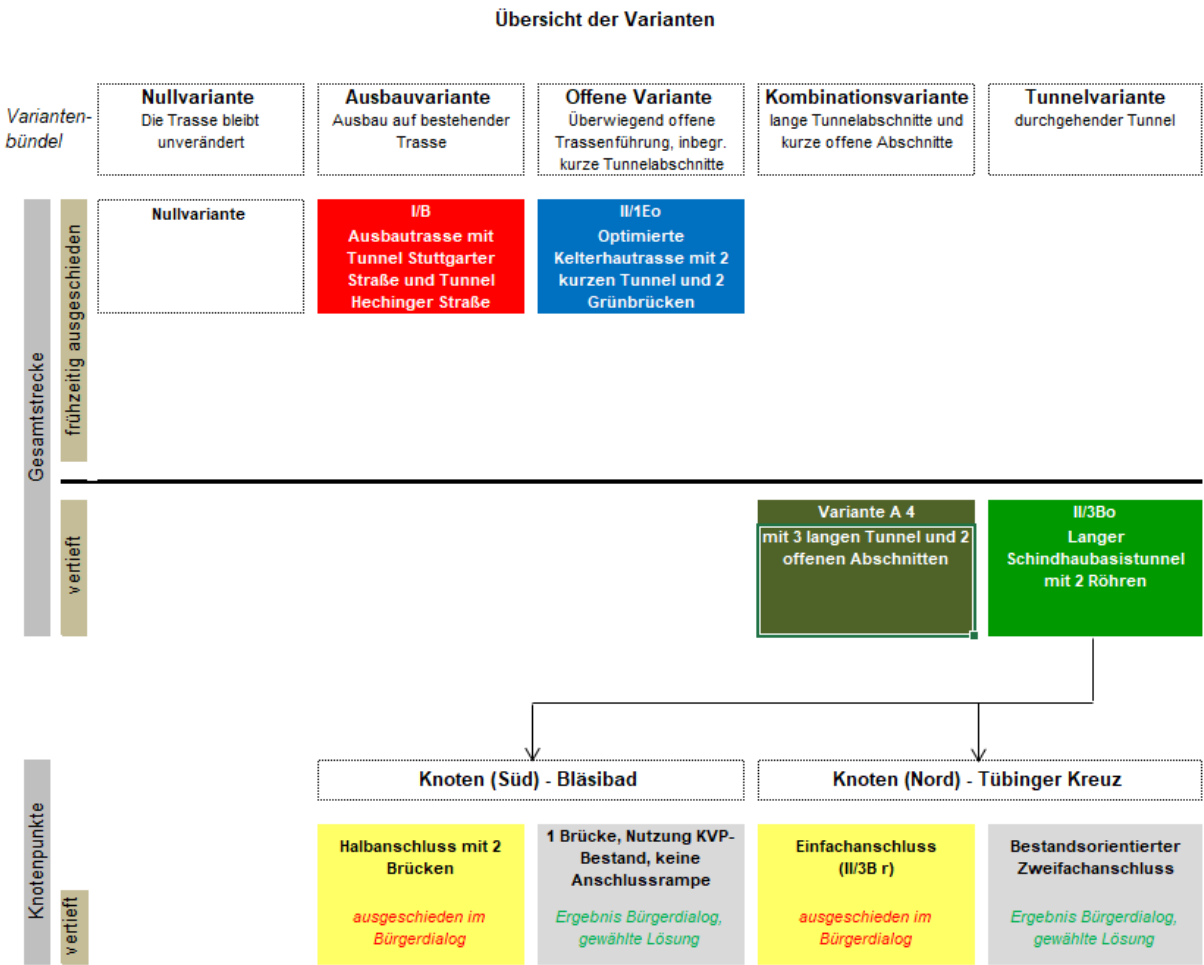 Übersicht der Varianten
Varianten-
bündel
Nullvariante
Die Trasse bleibt
unverändert
Ausbauvariante
Ausbau auf bestehender
Trasse
Offene Variante
Überwiegend offene
Trassenführung, inbegr.
kurze Tunnelabschnitte
Kombinationsvariante
lange Tunnelabschnitte und
kurze offene Abschnitte
Tunnelvariante
durchgehender Tunnel
Gesamtstrecke
frühzeitig ausgeschieden
Nullvariante
I/B
Ausbautrasse mit
Tunnel Stuttgarter
Straße und Tunnel
Hechinger Straße
II/1Eo
Optimierte
Kelterhautrasse mit 2
kurzen Tunnel und 2
Grünbrücken
vertieft
Variante A 4
mit 3 langen Tunnel und 2
offenen Abschnitten
II/3Bo
Langer
Schindhaubasistunnel
mit 2 Röhren
Knotenpunkte
vertieft
Knoten (Süd) - Bläsibad
Knoten (Nord) - Tübinger Kreuz
Halbanschluss mit 2
Brücken
ausgeschieden im
Bürgerdialog
1 Brücke, Nutzung KVP-
Bestand, keine
Anschlussrampe
Ergebnis Bürgerdialog,
gewählte Lösung
Einfachanschluss
(II/3B r)
ausgeschieden im
Bürgerdialog
Bestandsorientierter
Zweifachanschluss
Ergebnis Bürgerdialog,
gewählte Lösung